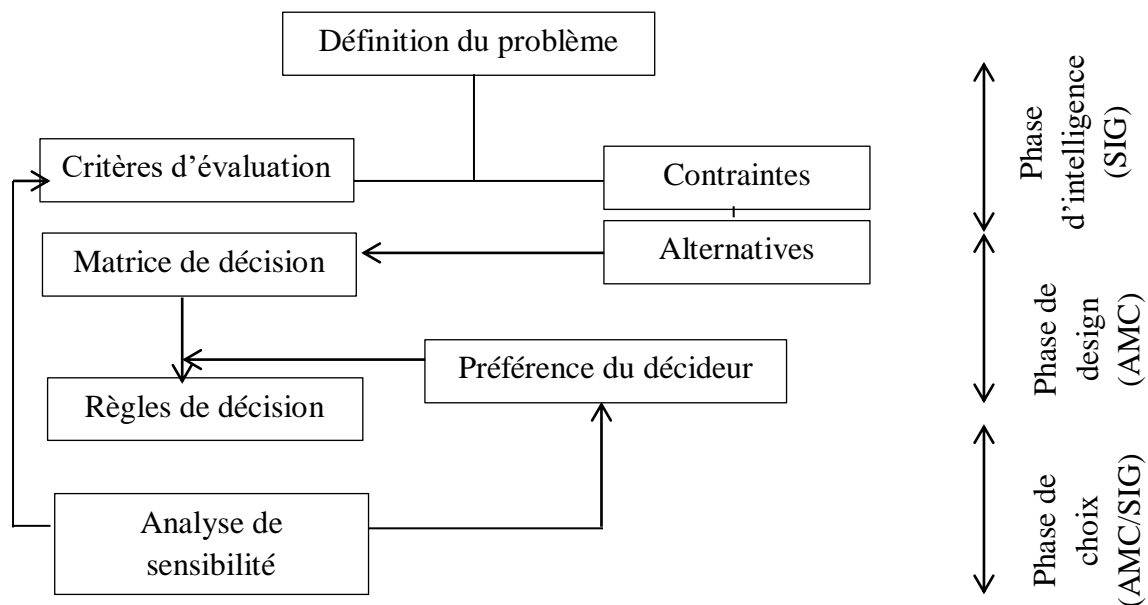 Définition du problème
Critères d'évaluation
Contraintes
Matrice de décision
Alternatives
Préférence du décideur
Règles de décision
Analyse de
sensibilité
Phase
d'intelligence
(SIG)
Phase de
design
(AMC)
Phase de
choix
(AMC/SIG)